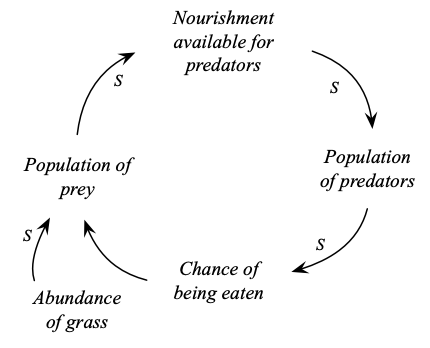 Nourishment
available for
predators
S
S
Population of
prey
Population
of predators
S
S
Chance of
being eaten
Abundance
of grass